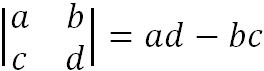 |a b|
|c d| = ad − bc